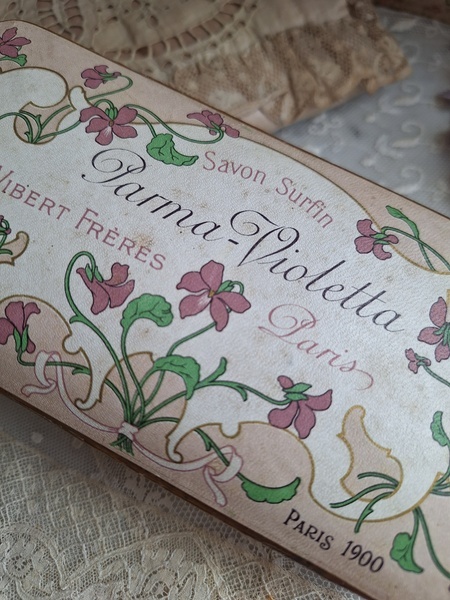 Savon Surfin
Parma-Violetta
Vibert Frères
Paris
Paris 1900